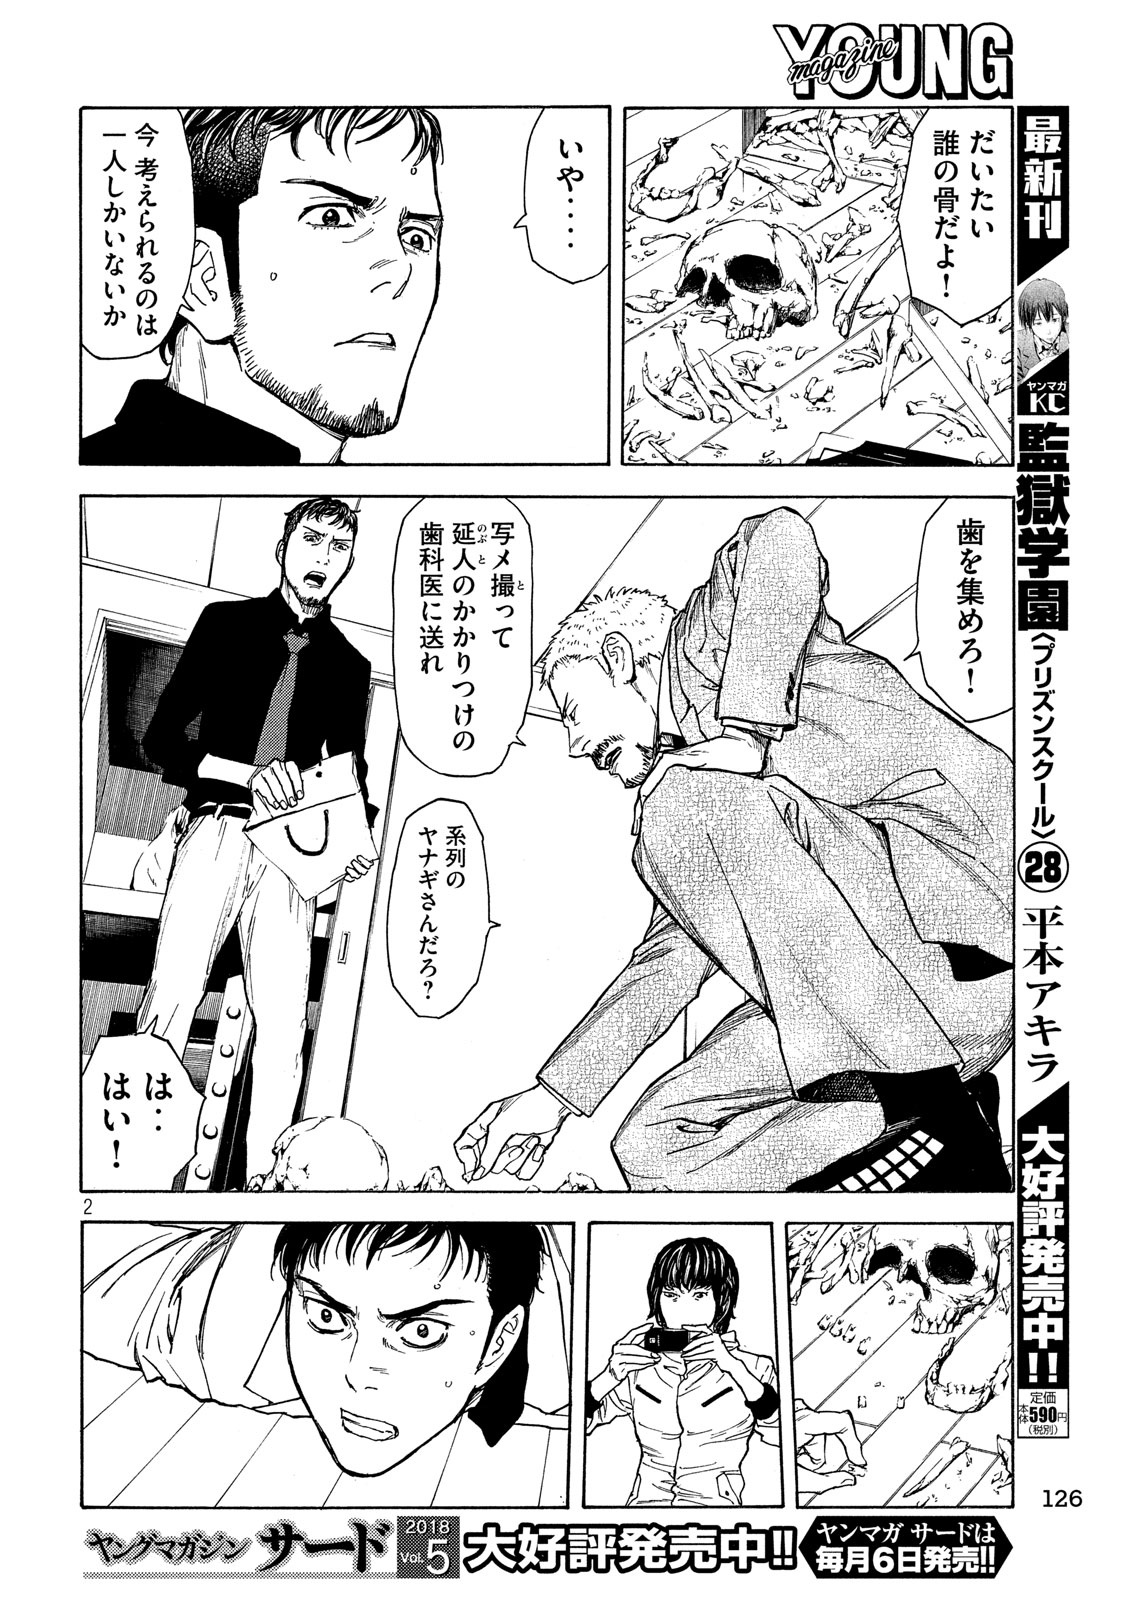 YOUNG
magazine
だいたい
誰の骨だよ！
いや‥‥
今 考えられるのは
一人しかいないか
歯を集めろ！
写メ撮って
と
延人のかかりつけの
のぶと
歯科医に送れ
系列の
ヤナギさんだろ？
は‥
はい！
2
最新刊
ヤンマガ
KC
監獄学園〈プリズンスクール〉28 平本アキラ
大好評発売中!!
定価
本体590円
(税別)
126
ヤングマガジン サード
2018
Vol.5
大好評発売中!!
ヤンマガ サードは
毎月6日発売!!